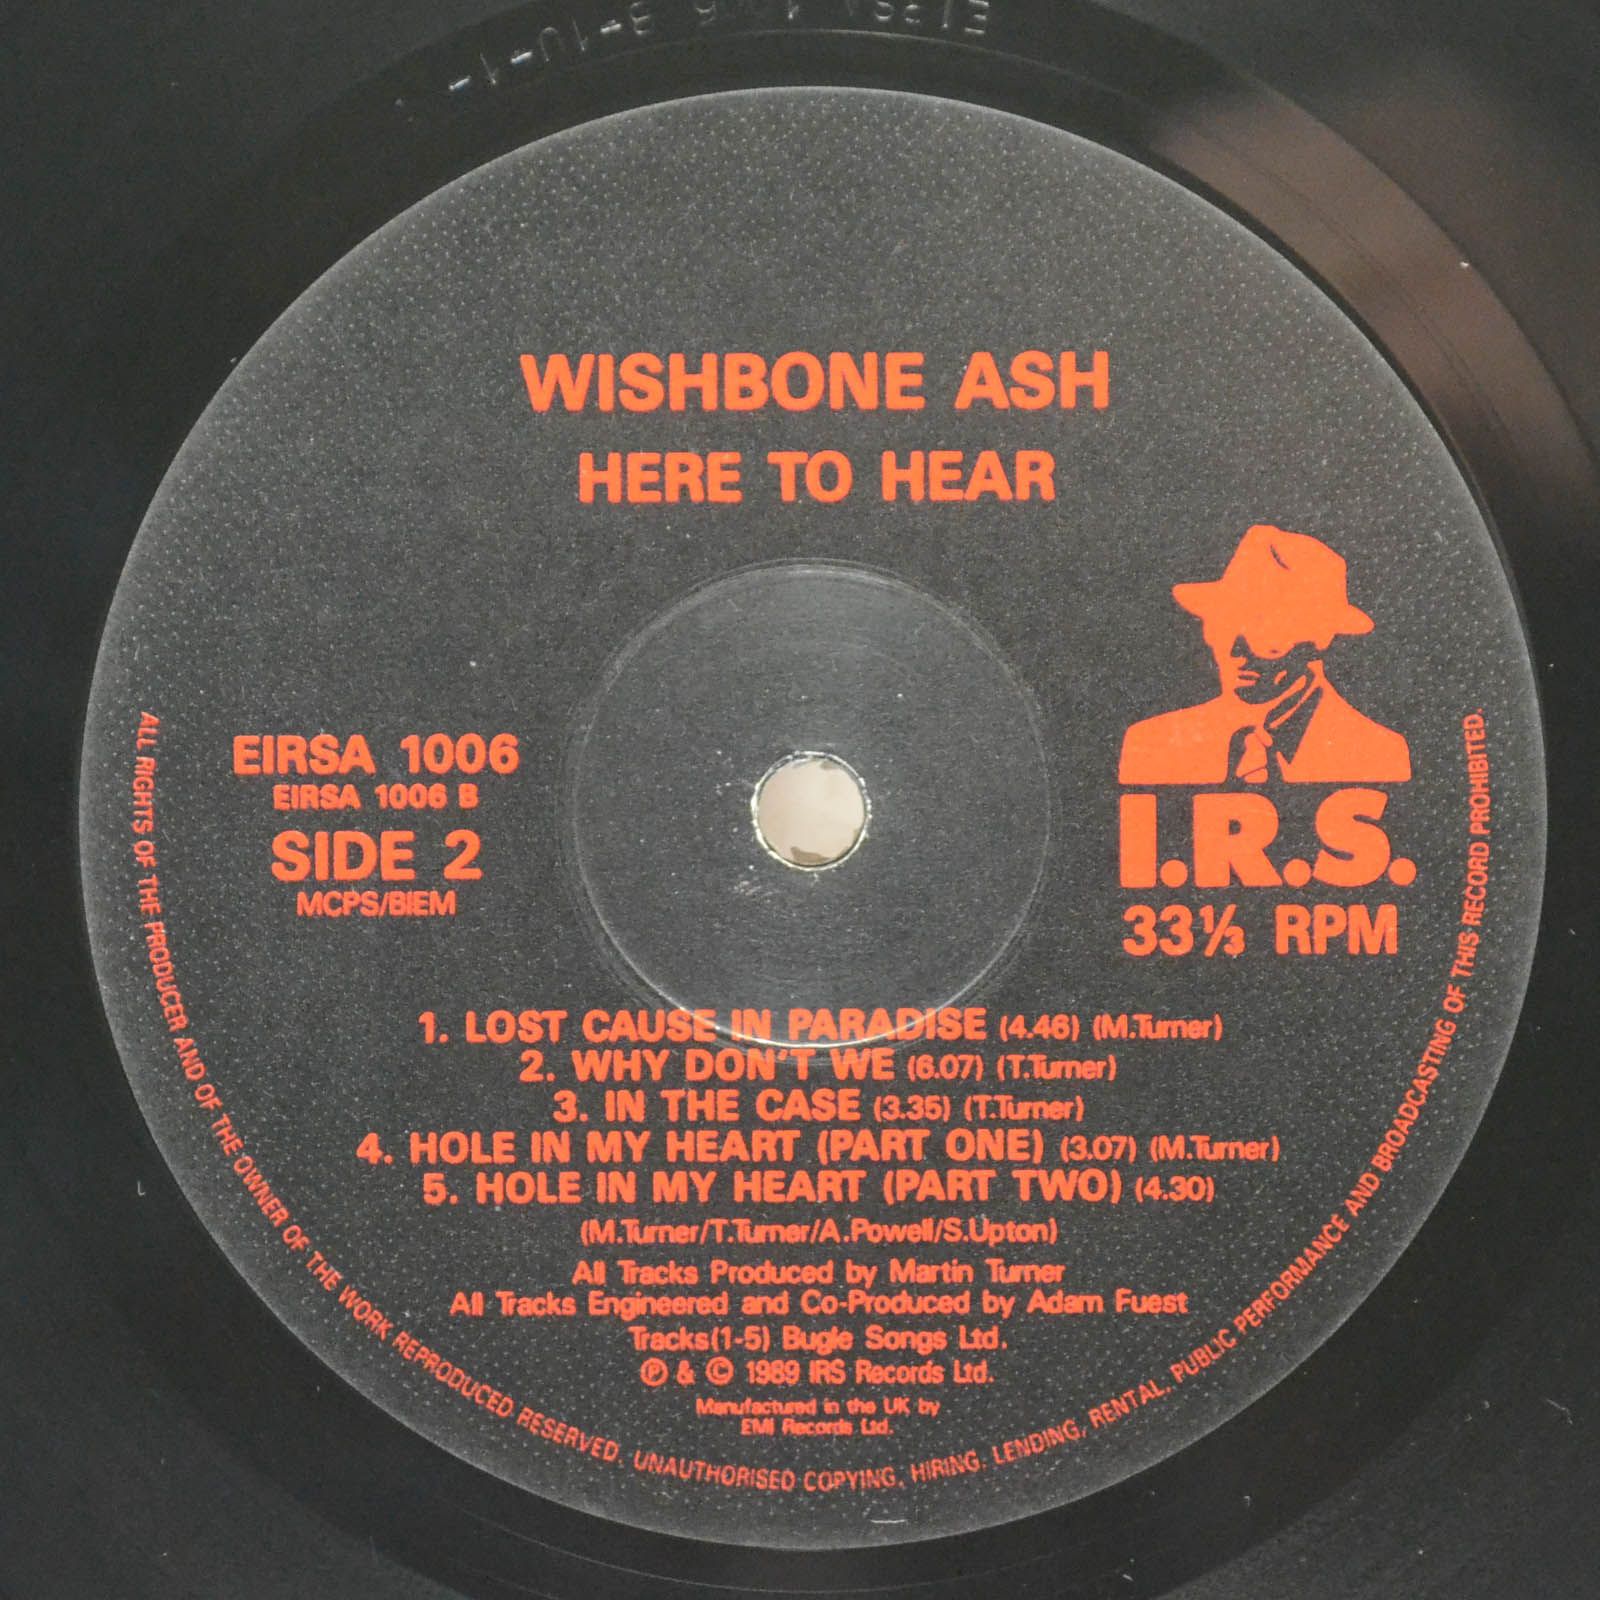 WISHBONE ASH
HERE TO HEAR
EIRSA 1006
EIRSA 1006 B
SIDE 2
MCPS/BIEM
I.R.S.
33⅓ RPM
1. LOST CAUSE IN PARADISE (4.46) (M.Turner)
2. WHY DON'T WE (6.07) (T.Turner)
3. IN THE CASE (3.35) (T.Turner)
4. HOLE IN MY HEART (PART ONE) (3.07) (M.Turner)
5. HOLE IN MY HEART (PART TWO) (4.30)
(M.Turner/T.Turner/A.Powell/S.Upton)
All Tracks Produced by Martin Turner
All Tracks Engineered and Co-Produced by Adam Fuest
Tracks(1-5) Bugle Songs Ltd.
℗ & © 1989 IRS Records Ltd.
Manufactured in the UK by
EMI Records Ltd.
ALL RIGHTS OF THE PRODUCER AND OF THE OWNER OF THE WORK REPRODUCED RESERVED. UNAUTHORISED COPYING, HIRING, LENDING, RENTAL, PUBLIC PERFORMANCE AND BROADCASTING OF THIS RECORD PROHIBITED.